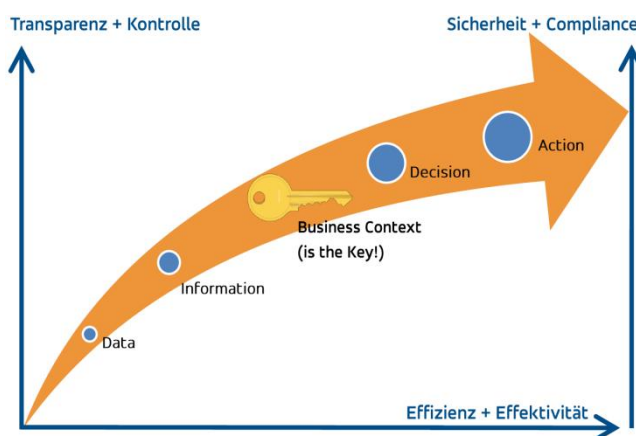 Transparenz + Kontrolle
Sicherheit + Compliance
Action
Decision
Business Context
(is the Key!)
Information
Data
Effizienz + Effektivität